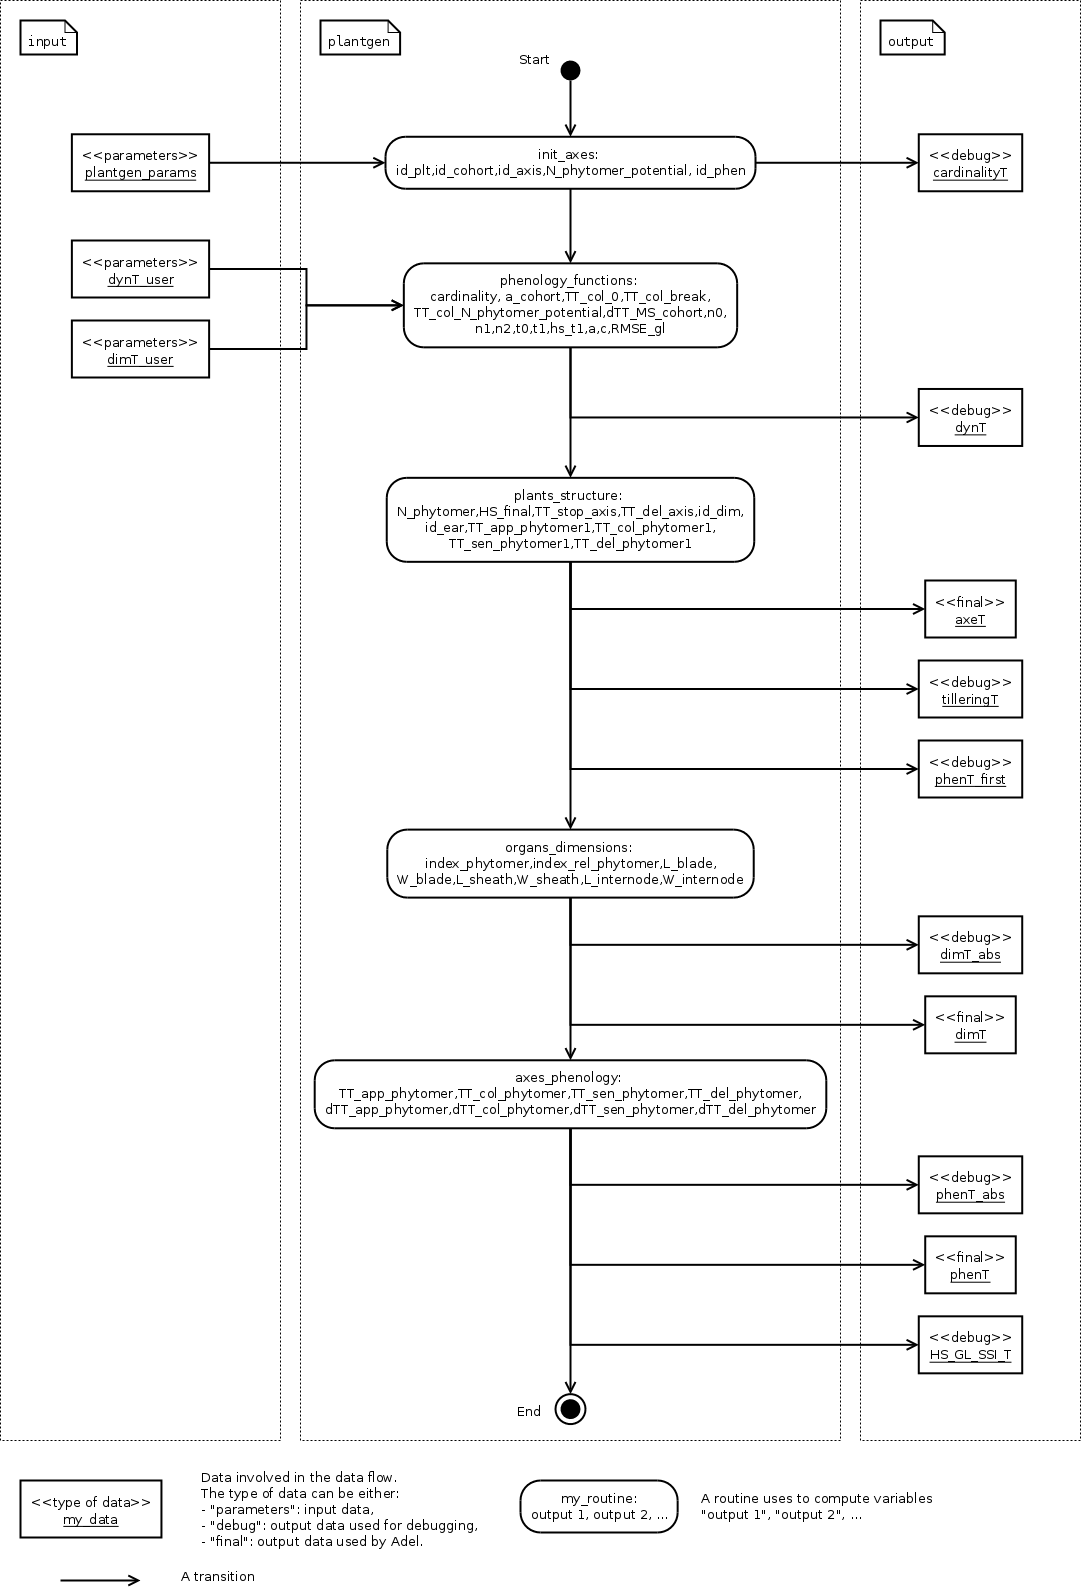 input
plantgen
output
Start
<<parameters>>
plantgen_params
init_axes:
id_plt,id_cohort,id_axis,N_phytomer_potential, id_phen
<<debug>>
cardinalityT
<<parameters>>
dynT_user
<<parameters>>
dimT_user
phenology_functions:
cardinality, a_cohort,TT_col_0,TT_col_break,
TT_col_N_phytomer_potential,dTT_MS_cohort,n0,
n1,n2,t0,t1,hs_t1,a,c,RMSE_gl
<<debug>>
dynT
plants_structure:
N_phytomer,HS_final,TT_stop_axis,TT_del_axis,id_dim,
id_ear,TT_app_phytomer1,TT_col_phytomer1,
TT_sen_phytomer1,TT_del_phytomer1
<<final>>
axeT
<<debug>>
tilleringT
<<debug>>
phenT_first
organs_dimensions:
index_phytomer,index_rel_phytomer,L_blade,
W_blade,L_sheath,W_sheath,L_internode,W_internode
<<debug>>
dimT_abs
<<final>>
dimT
axes_phenology:
TT_app_phytomer,TT_col_phytomer,TT_sen_phytomer,TT_del_phytomer,
dTT_app_phytomer,dTT_col_phytomer,dTT_sen_phytomer,dTT_del_phytomer
<<debug>>
phenT_abs
<<final>>
phenT
<<debug>>
HS_GL_SSI_T
End
<<type of data>>
my_data
Data involved in the data flow.
The type of data can be either:
- "parameters": input data,
- "debug": output data used for debugging,
- "final": output data used by Adel.
my_routine:
output 1, output 2, ...
A routine uses to compute variables
"output 1", "output 2", ...
A transition